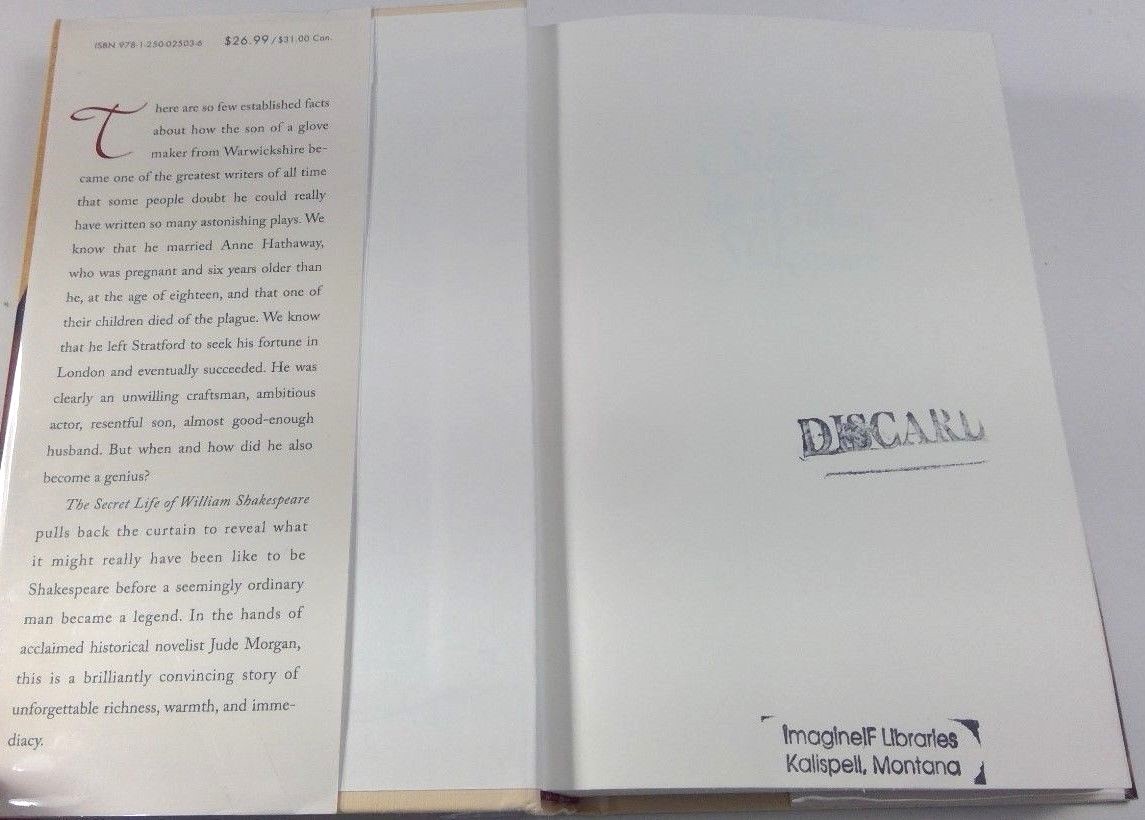 ISBN 978-1-250-02503-6 $26.99/$31.00 Can.
There are so few established facts
about how the son of a glove
maker from Warwickshire be-
came one of the greatest writers of all time
that some people doubt he could really
have written so many astonishing plays. We
know that he married Anne Hathaway,
who was pregnant and six years older than
he, at the age of eighteen, and that one of
their children died of the plague. We know
that he left Stratford to seek his fortune in
London and eventually succeeded. He was
clearly an unwilling craftsman, ambitious
actor, resentful son, almost good-enough
husband. But when and how did he also
become a genius?
The Secret Life of William Shakespeare
pulls back the curtain to reveal what
it might really have been like to be
Shakespeare before a seemingly ordinary
man became a legend. In the hands of
acclaimed historical novelist Jude Morgan,
this is a brilliantly convincing story of
unforgettable richness, warmth, and imme-
diacy.
DISCARD
ImagineIF Libraries
Kalispell, Montana